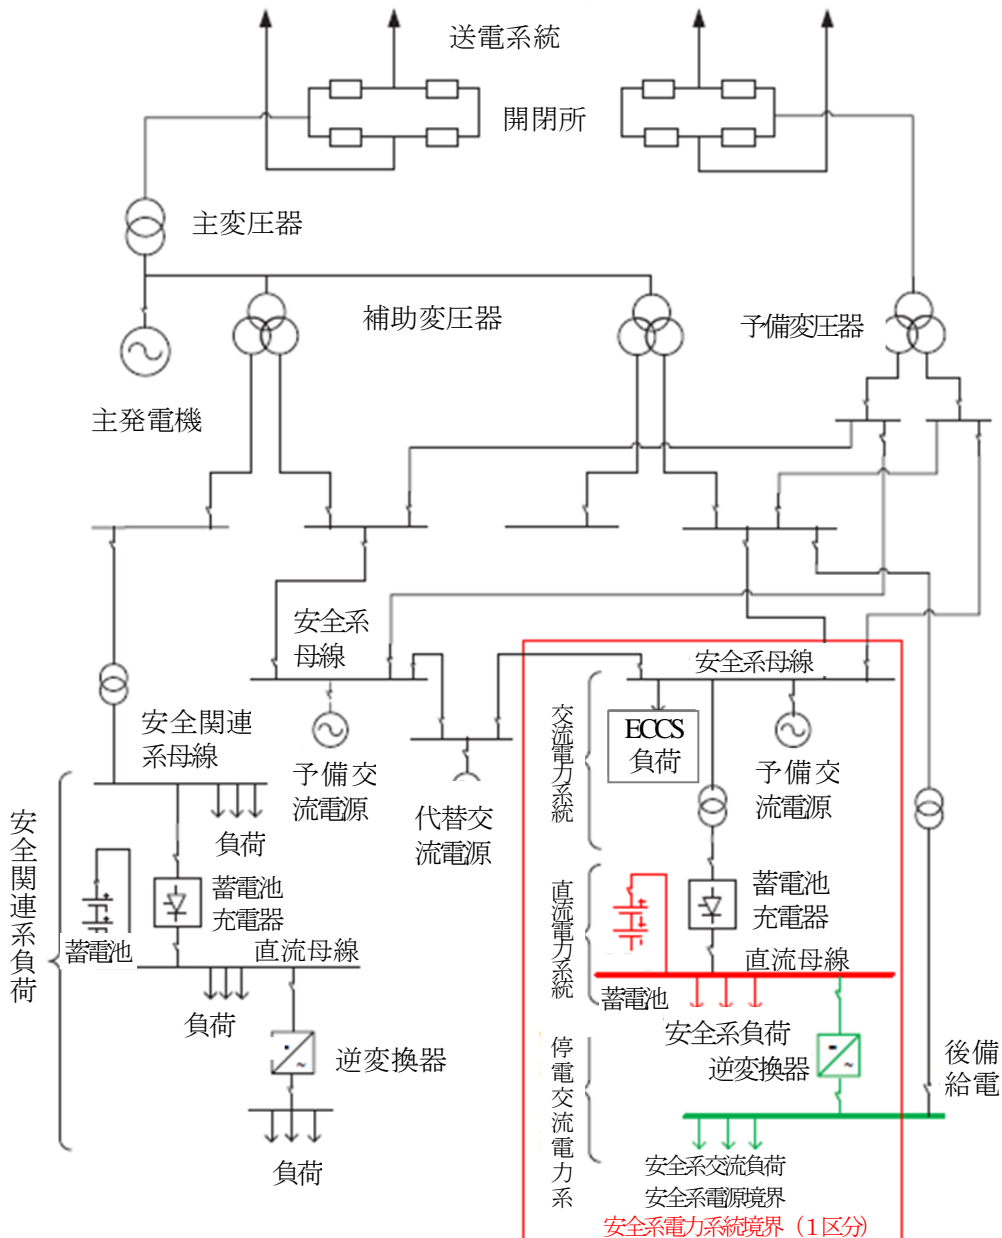 送電系統
開閉所
主変圧器
補助変圧器
予備変圧器
主発電機
安全系
母線
安全系母線
安全関連
系母線
交流電力系統
ECCS
負荷
予備交
流電源
予備交
流電源
代替交
流電源
負荷
安全関連系負荷
蓄電池
充電器
蓄電池
直流母線
負荷
逆変換器
負荷
直流電力系統
蓄電池
充電器
直流母線
蓄電池
安全系負荷
逆変換器
後備
給電
停電交流電力系
安全系交流負荷
安全系電源境界
安全系電力系統境界（１区分）